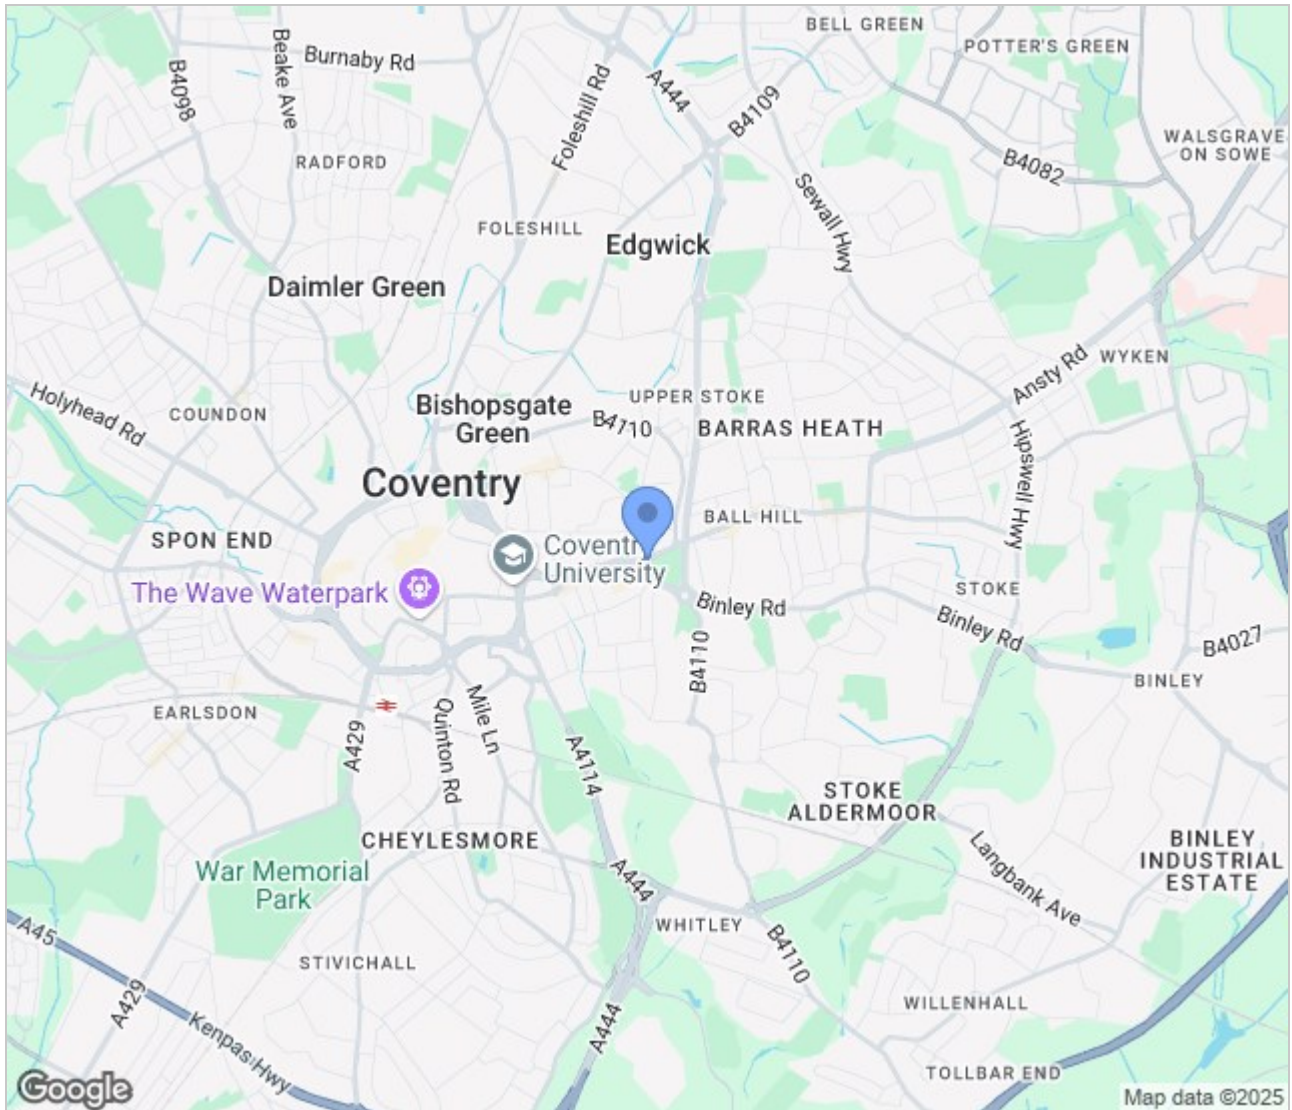 BELL GREEN
POTTER'S GREEN
Beake Ave
Burnaby Rd
B4098
Foleshill Rd
A444
B4109
WALSGRAVE
ON SOWE
RADFORD
B4082
Sewall Hwy
FOLESHILL
Edgwick
Daimler Green
Ansty Rd
WYKEN
Holyhead Rd
COUNDON
Bishopsgate
Green
UPPER STOKE
B4110
BARRAS HEATH
Hipswell Hwy
Coventry
BALL HILL
SPON END
Coventry
University
The Wave Waterpark
STOKE
Binley Rd
Binley Rd
B4027
B4110
BINLEY
EARLSDON
A429
Quinton Rd
Mile Ln
A4114
STOKE
ALDERMOOR
CHEYLESMORE
War Memorial
Park
A444
Langbank Ave
BINLEY
INDUSTRIAL
ESTATE
WHITLEY
A45
B4110
STIVICHALL
A429
WILLENHALL
A444
Kenpas Hwy
TOLLBAR END
Google
Map data ©2025